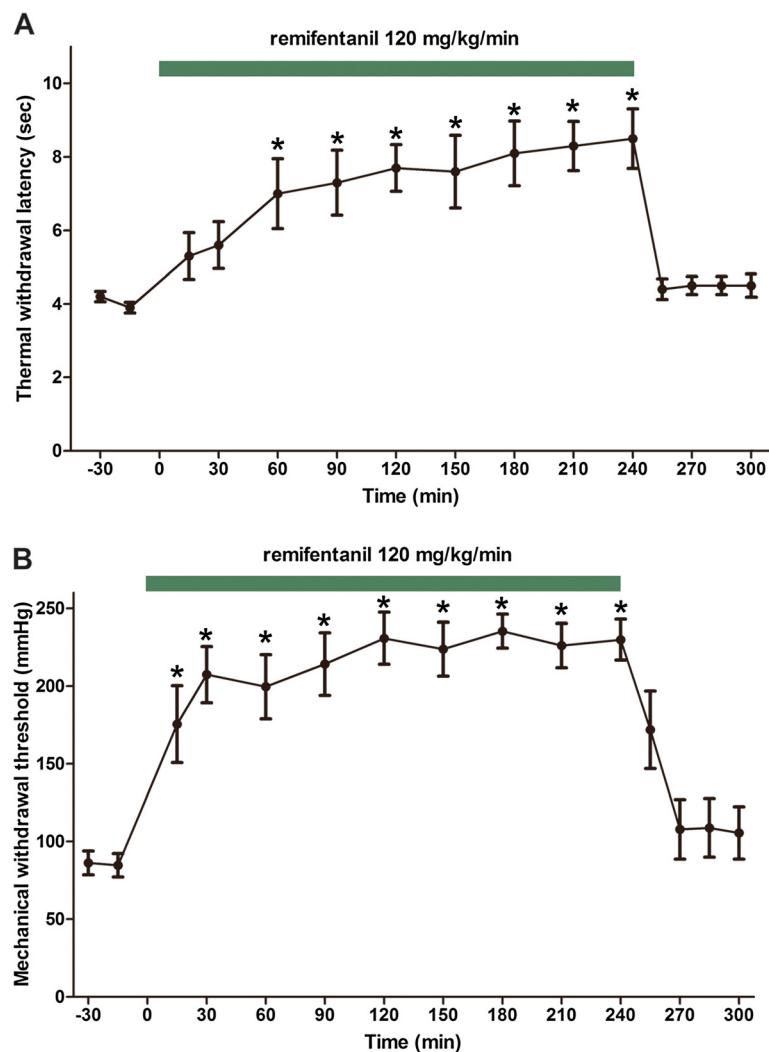 A
remifentanil 120 mg/kg/min
Thermal withdrawal latency (sec)
10
8
6
4
2
0
* * * * * * *
-30 0 30 60 90 120 150 180 210 240 270 300
Time (min)
B
remifentanil 120 mg/kg/min
Mechanical withdrawal threshold (mmHg)
250
200
150
100
50
0
* * * * * * * * *
-30 0 30 60 90 120 150 180 210 240 270 300
Time (min)